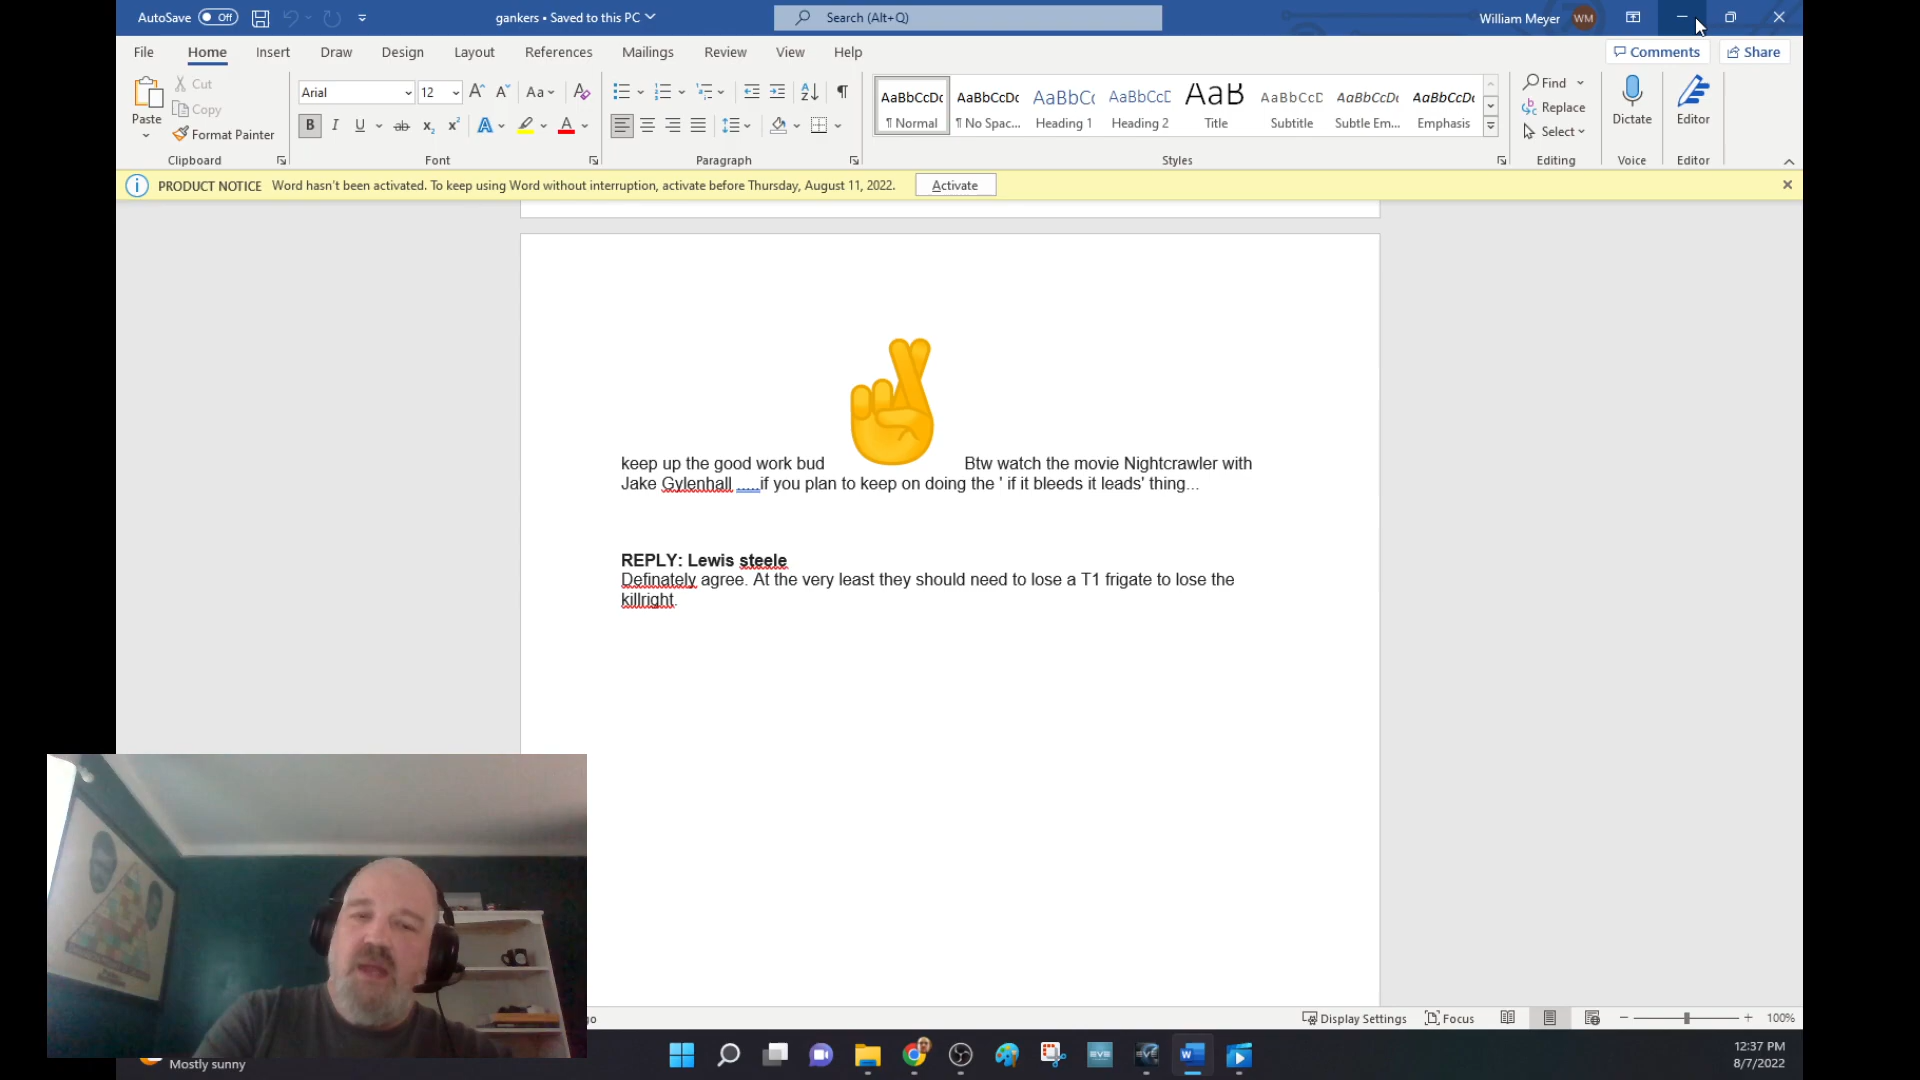 AutoSave Off gankers • Saved to this PC Search (Alt+Q) William Meyer WM
File Home Insert Draw Design Layout References Mailings Review View Help Comments Share
Paste Cut Copy Format Painter
Clipboard
Arial 12 Aa
B I U ab x₂ x² A A
Font
Paragraph
AaBbCcDc AaBbCcDc AaBbCc AaBbCcD AaB AaBbCcD AaBbCcDc AaBbCcDc
¶ Normal ¶ No Spac... Heading 1 Heading 2 Title Subtitle Subtle Em... Emphasis
Styles
Find
Replace
Select
Editing
Dictate
Voice
Editor
Editor
PRODUCT NOTICE Word hasn't been activated. To keep using Word without interruption, activate before Thursday, August 11, 2022. Activate
keep up the good work bud Btw watch the movie Nightcrawler with
Jake Gylenhall .....if you plan to keep on doing the ' if it bleeds it leads' thing...
REPLY: Lewis steele
Definately agree. At the very least they should need to lose a T1 frigate to lose the
killright.
Display Settings Focus 100%
Mostly sunny
EVE EVE W
12:37 PM
8/7/2022